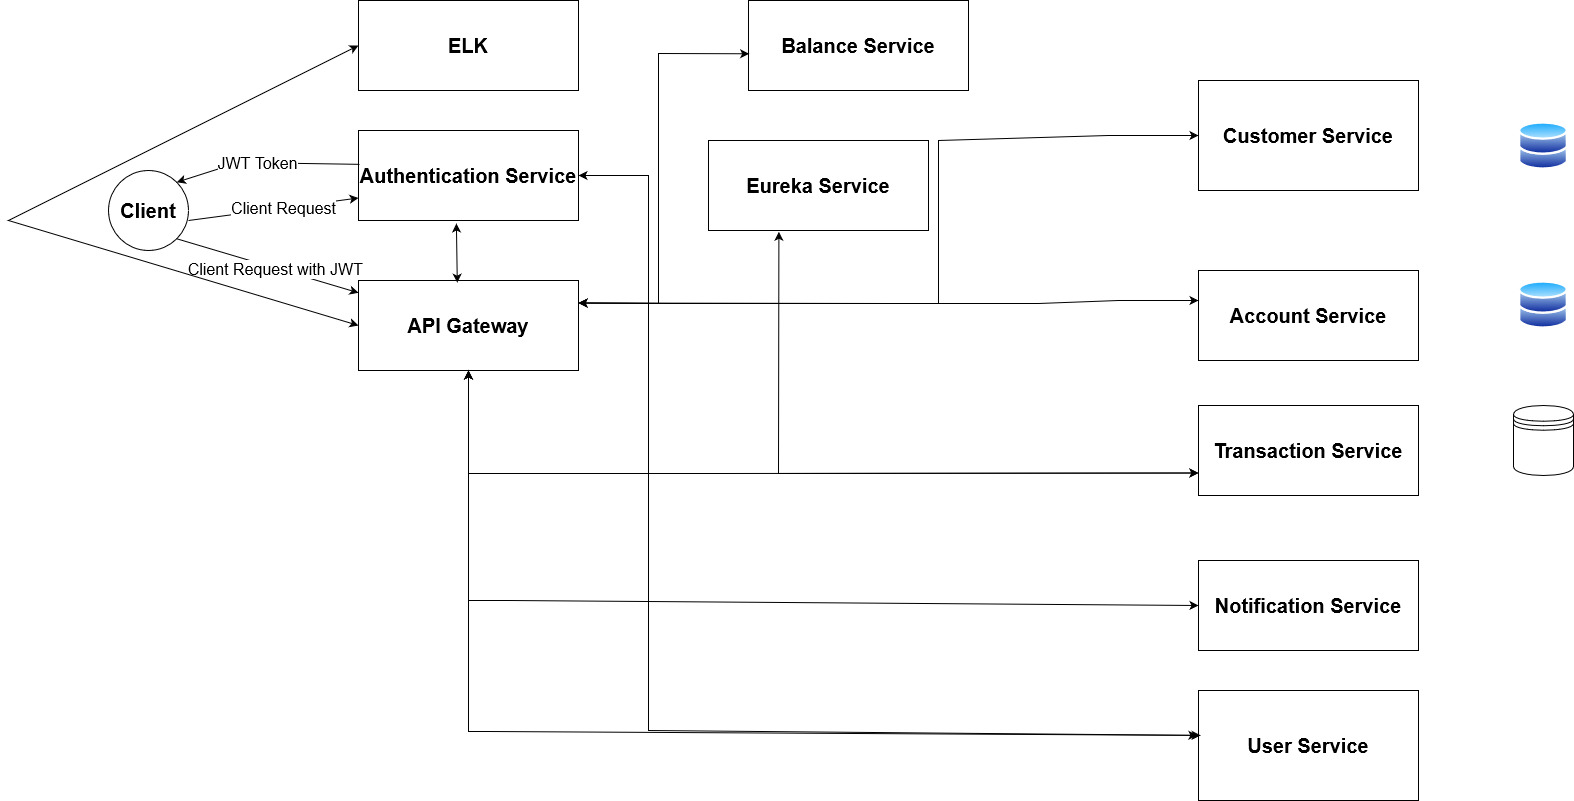 ELK
Balance Service
Customer Service
JWT Token
Authentication Service
Eureka Service
Client
Client Request
Client Request with JWT
API Gateway
Account Service
Transaction Service
Notification Service
User Service